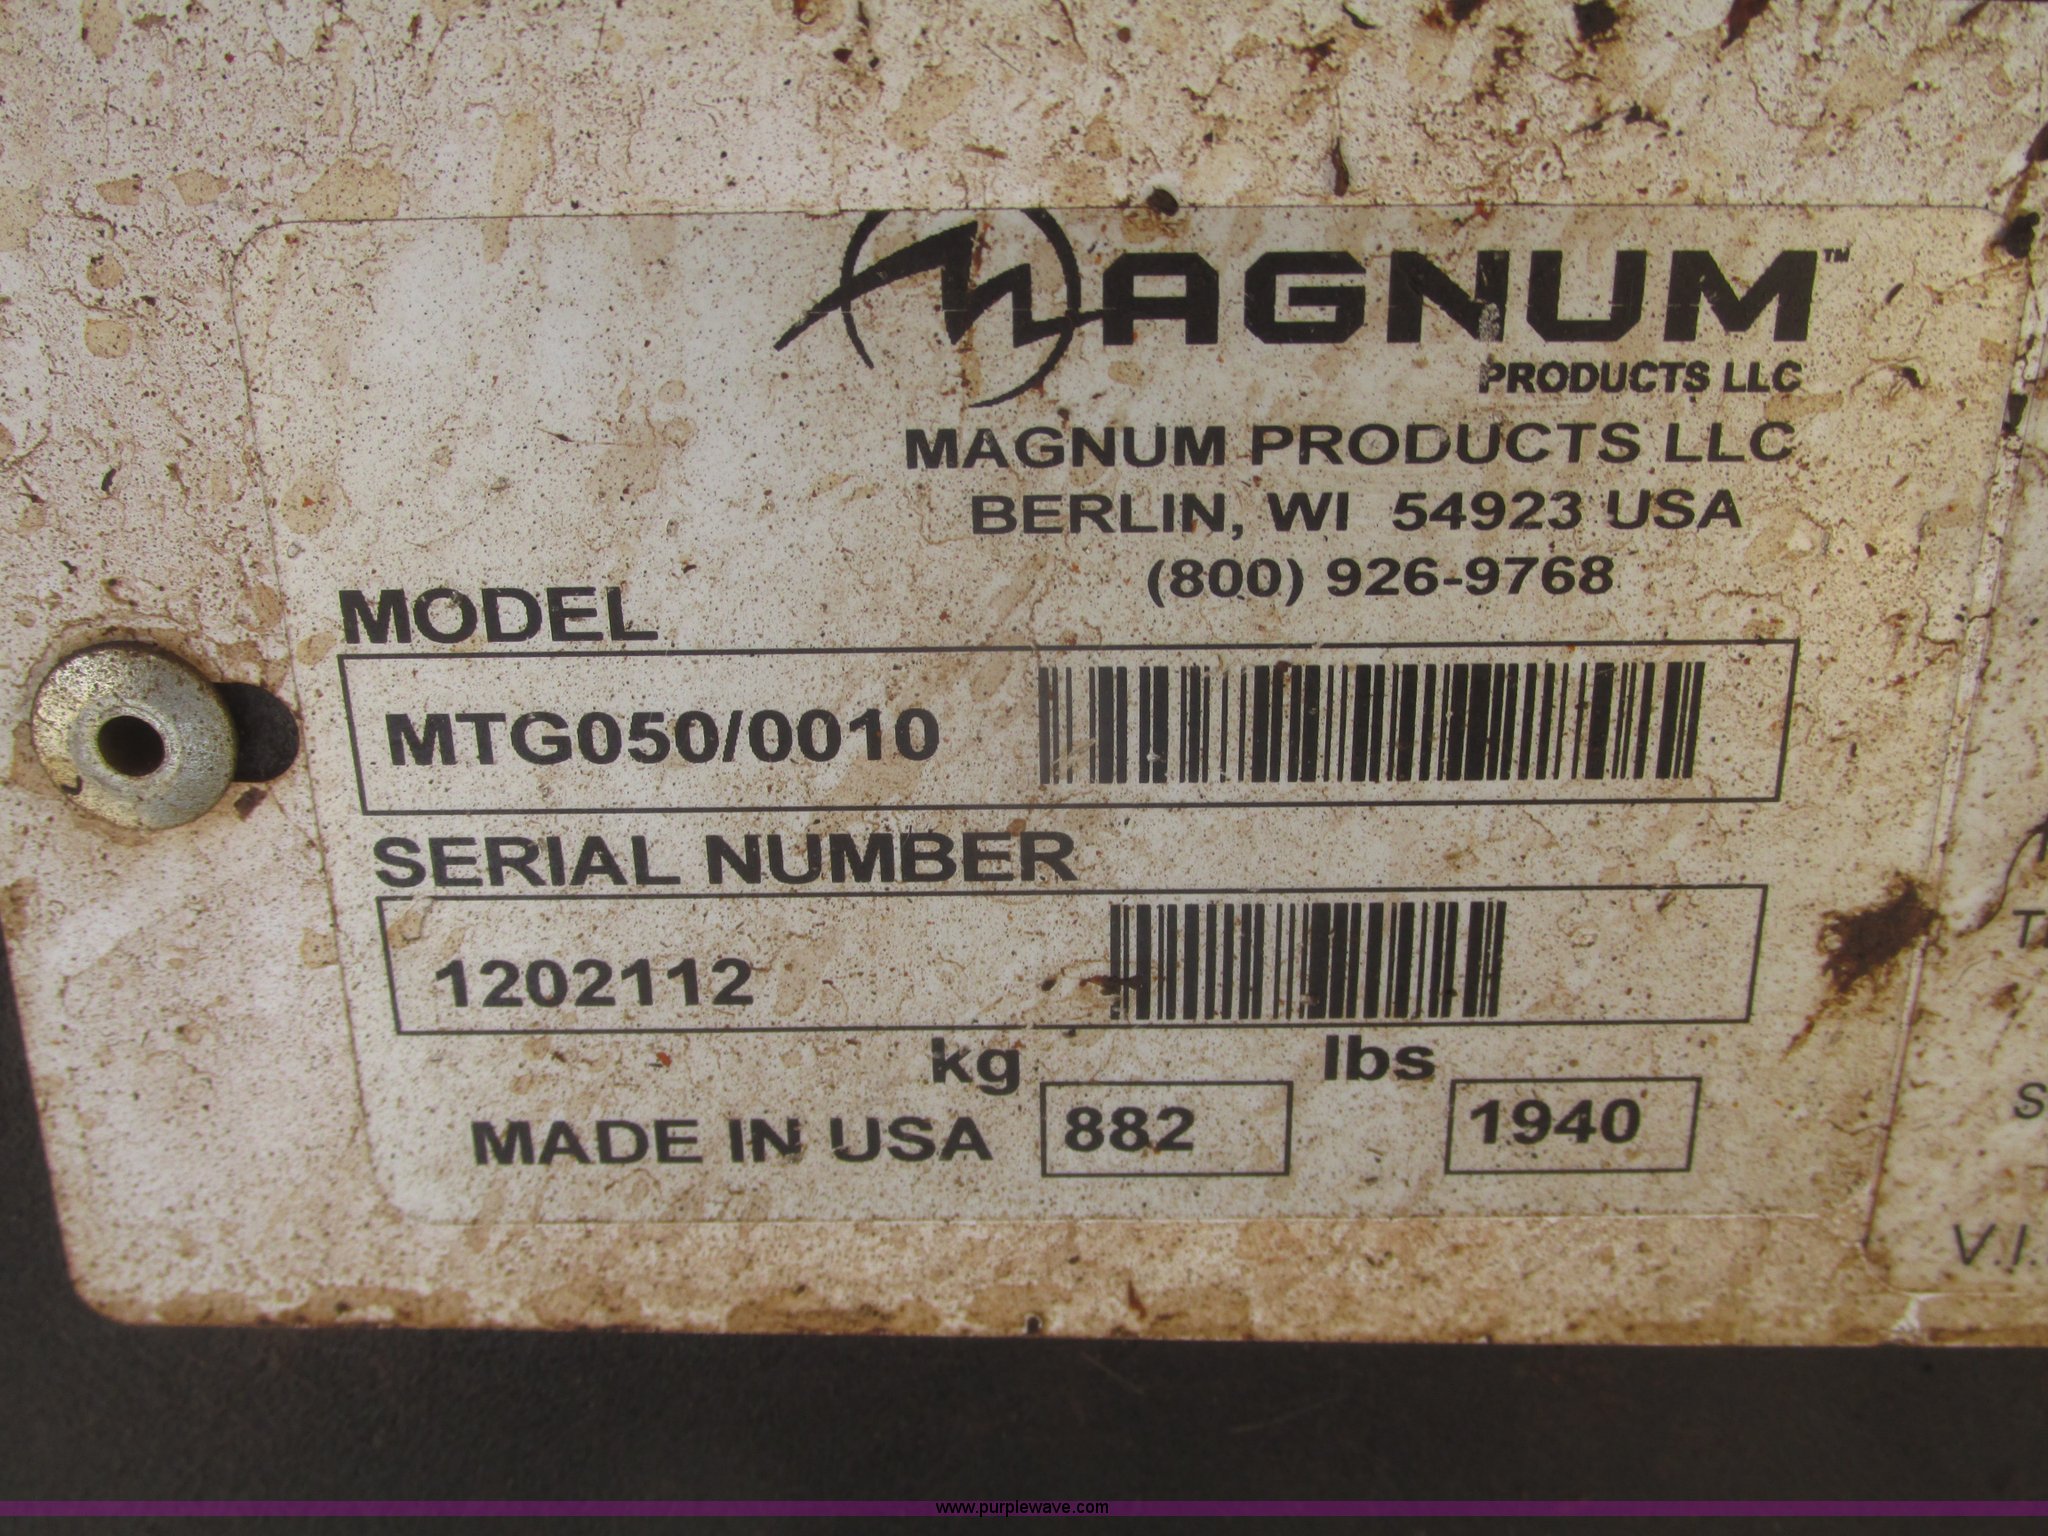 MAGNUM™
PRODUCTS LLC
MAGNUM PRODUCTS LLC
BERLIN, WI 54923 USA
(800) 926-9768
MODEL
MTG050/0010
SERIAL NUMBER
1202112
kg lbs
MADE IN USA 882 1940
V.I.
www.purplewave.com